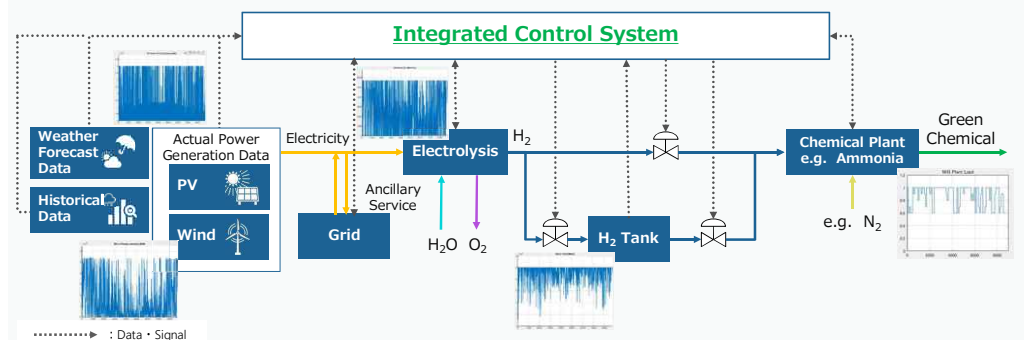 Integrated Control System
Weather
Forecast
Data
Historical
Data
Actual Power
Generation Data
PV
Wind
Electricity
Ancillary
Service
Grid
Electrolysis
H₂
H₂O
O₂
H₂ Tank
Chemical Plant
e.g. Ammonia
Green
Chemical
e.g. N₂
: Data・Signal